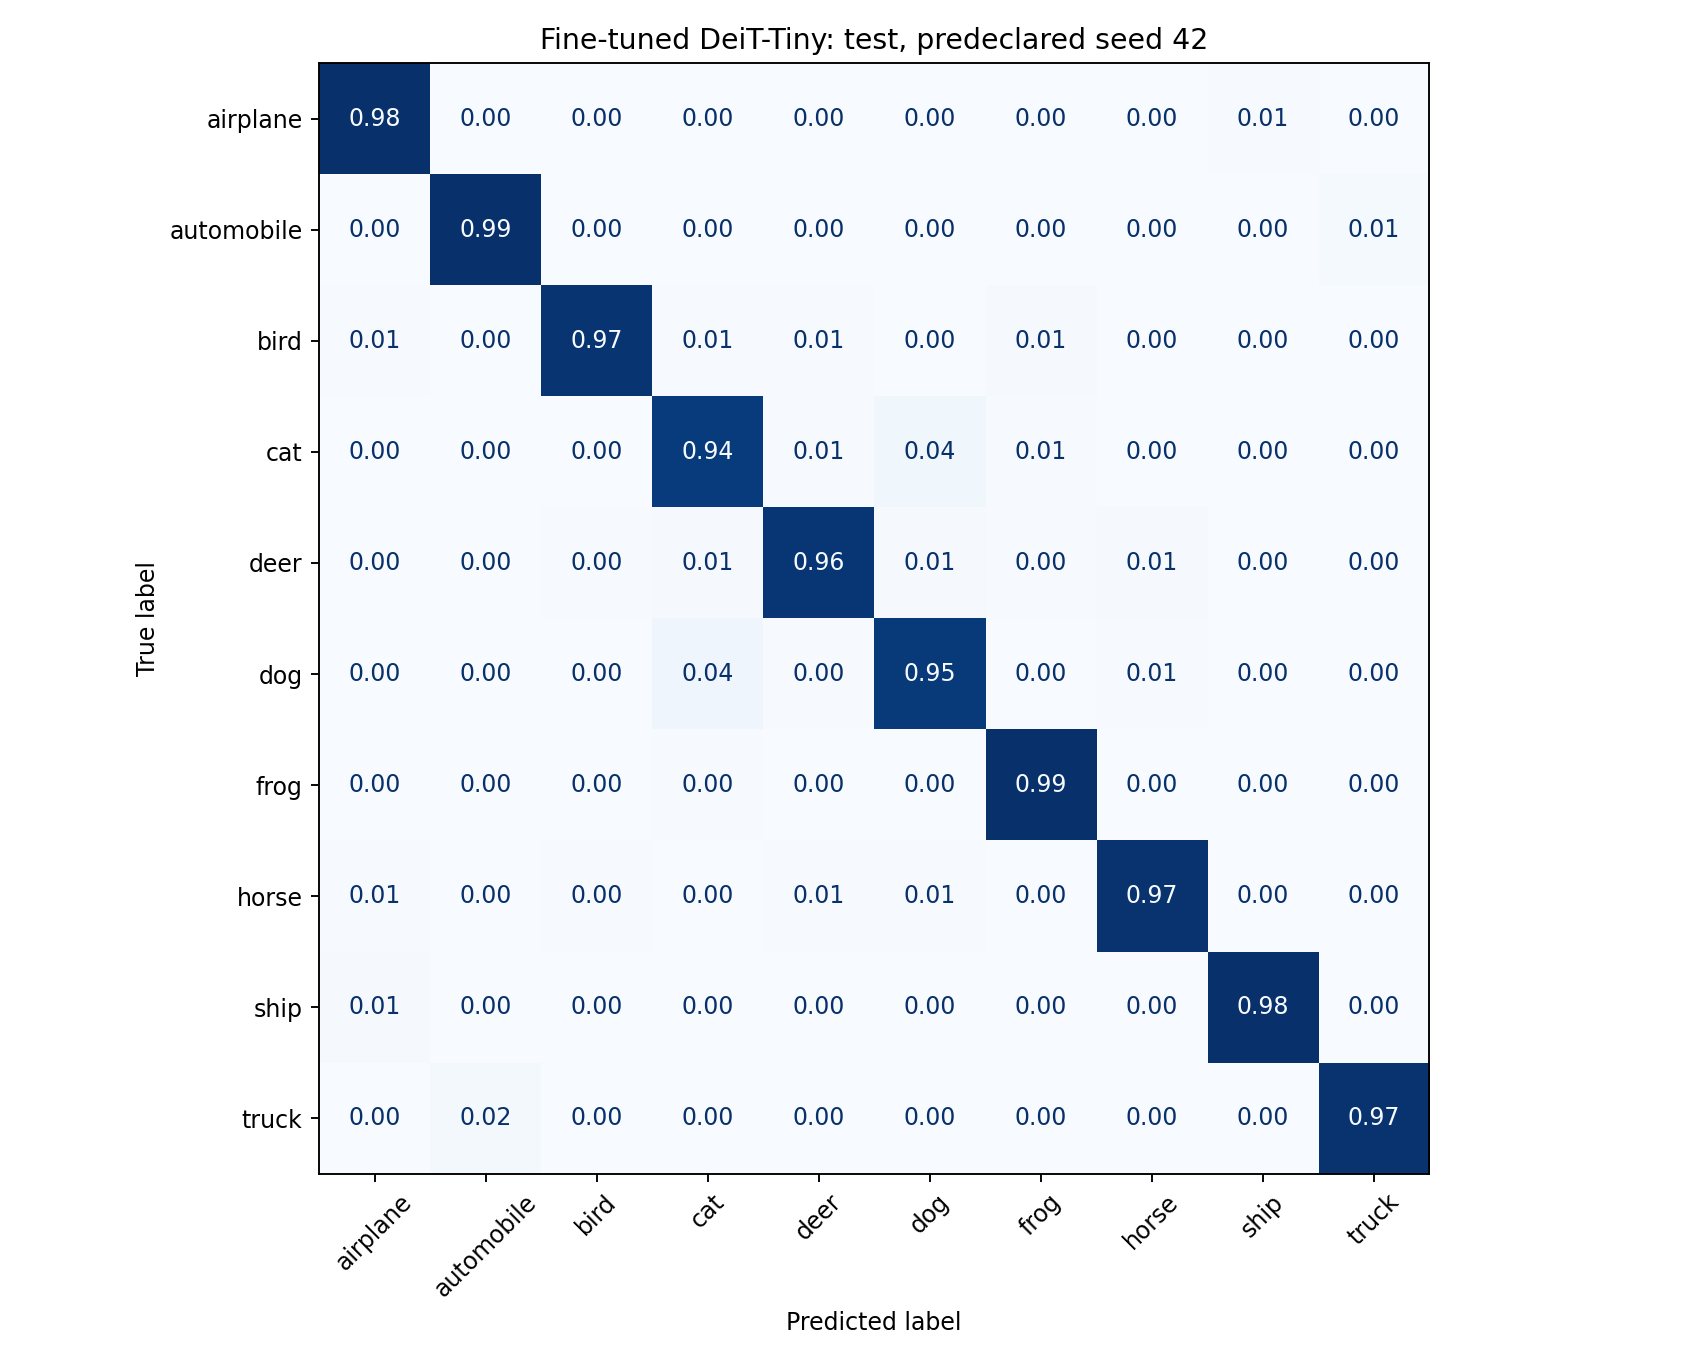 Fine-tuned DeiT-Tiny: test, predeclared seed 42
airplane 0.98 0.00 0.00 0.00 0.00 0.00 0.00 0.00 0.01 0.00
automobile 0.00 0.99 0.00 0.00 0.00 0.00 0.00 0.00 0.00 0.01
bird 0.01 0.00 0.97 0.01 0.01 0.00 0.01 0.00 0.00 0.00
cat 0.00 0.00 0.00 0.94 0.01 0.04 0.01 0.00 0.00 0.00
deer 0.00 0.00 0.00 0.01 0.96 0.01 0.00 0.01 0.00 0.00
dog 0.00 0.00 0.00 0.04 0.00 0.95 0.00 0.01 0.00 0.00
frog 0.00 0.00 0.00 0.00 0.00 0.00 0.99 0.00 0.00 0.00
horse 0.01 0.00 0.00 0.00 0.01 0.01 0.00 0.97 0.00 0.00
ship 0.01 0.00 0.00 0.00 0.00 0.00 0.00 0.00 0.98 0.00
truck 0.00 0.02 0.00 0.00 0.00 0.00 0.00 0.00 0.00 0.97
True label
airplane automobile bird cat deer dog frog horse ship truck
Predicted label